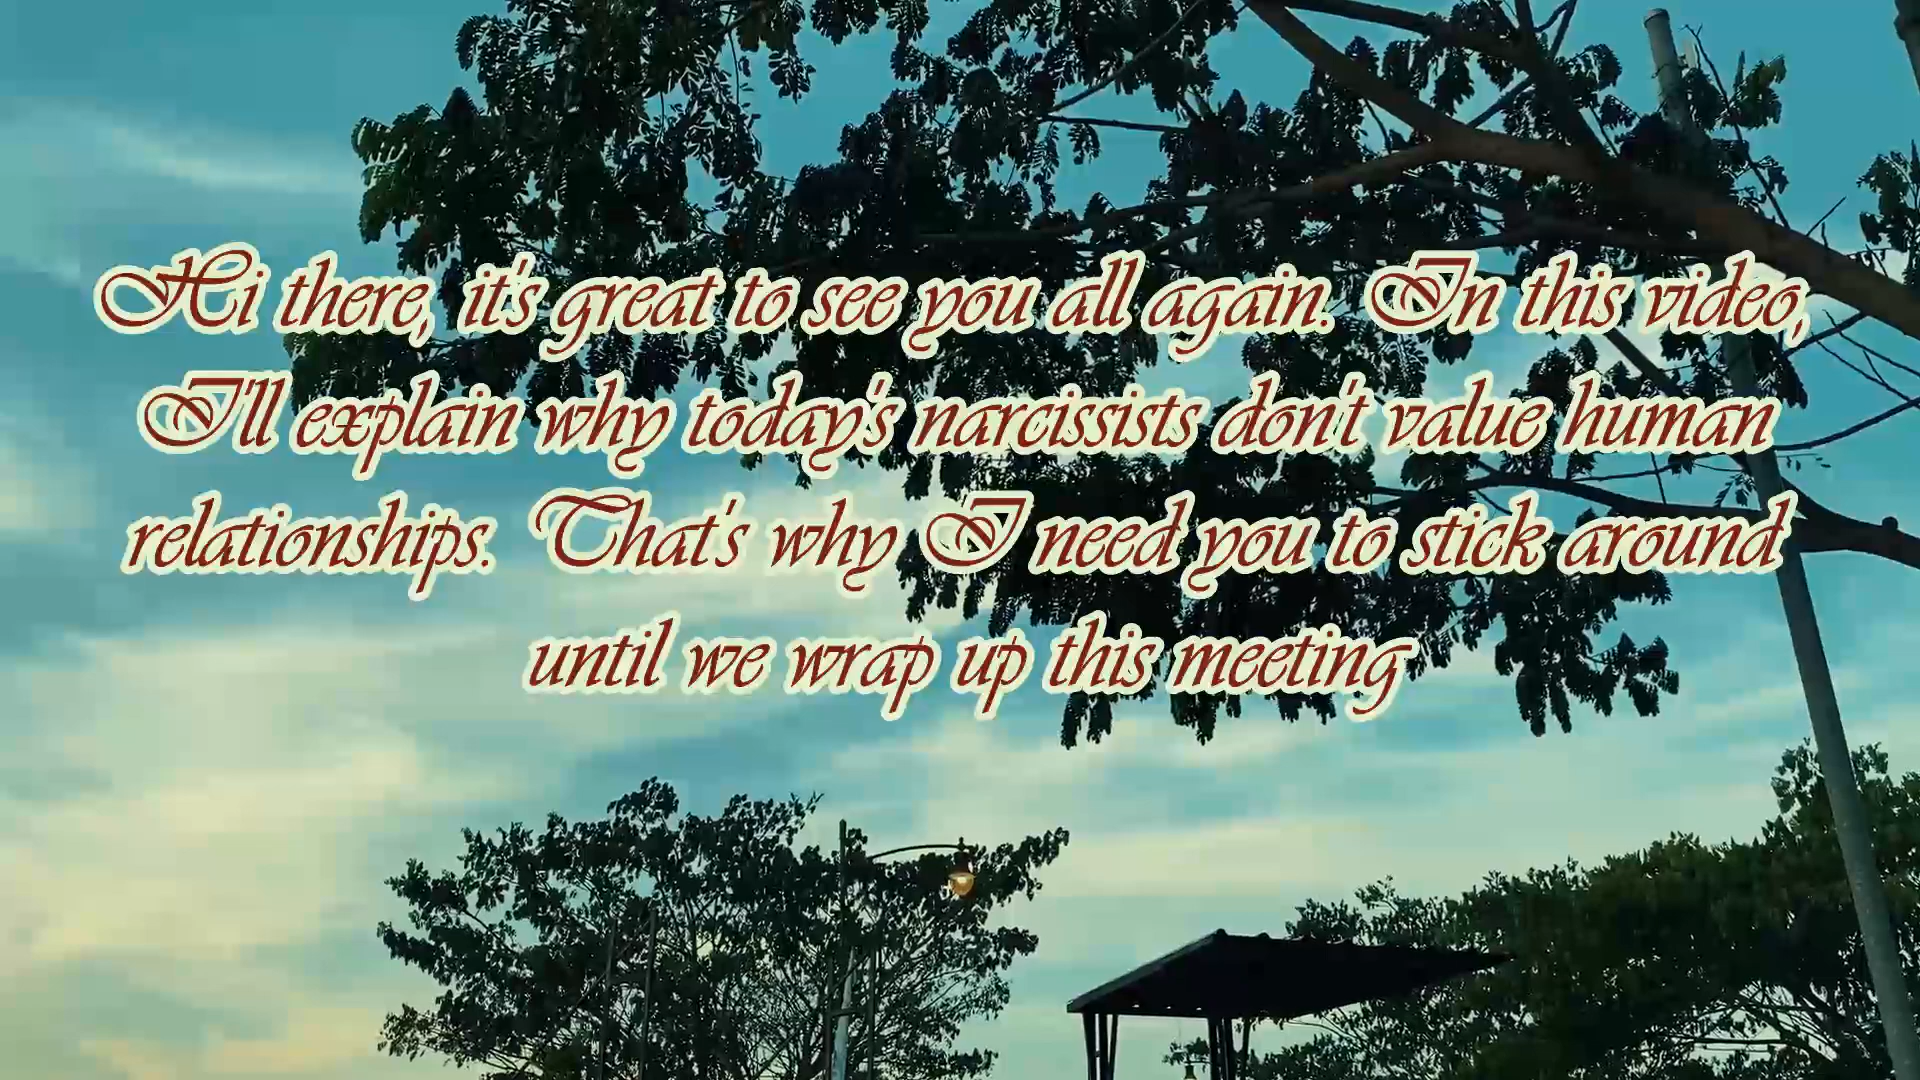 Hi there, it's great to see you all again. In this video,
I'll explain why today's narcissists don't value human
relationships. That's why I need you to stick around
until we wrap up this meeting